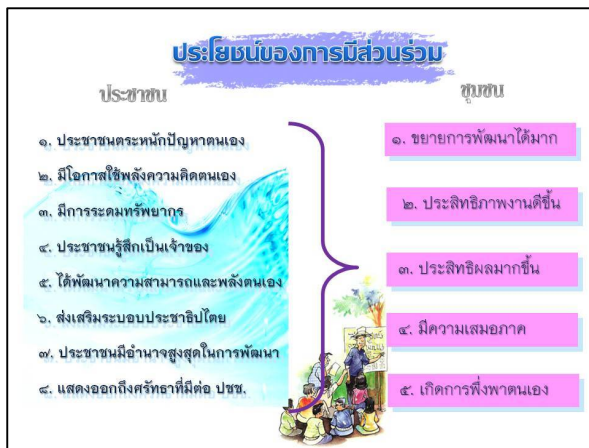 ประโยชน์ของการมีส่วนร่วม
ประชาชน
๑. ประชาชนตระหนักปัญหาตนเอง
๒. มีโอกาสใช้พลังความคิดตนเอง
๓. มีการระดมทรัพยากร
๔. ประชาชนรู้สึกเป็นเจ้าของ
๕. ได้พัฒนาความสามารถและพลังตนเอง
๖. ส่งเสริมระบอบประชาธิปไตย
๗. ประชาชนมีอำนาจสูงสุดในการพัฒนา
๘. แสดงออกถึงศรัทธาที่มีต่อ ปชช.
ชุมชน
๑. ขยายการพัฒนาได้มาก
๒. ประสิทธิภาพงานดีขึ้น
๓. ประสิทธิผลมากขึ้น
๔. มีความเสมอภาค
๕. เกิดการพึ่งพาตนเอง